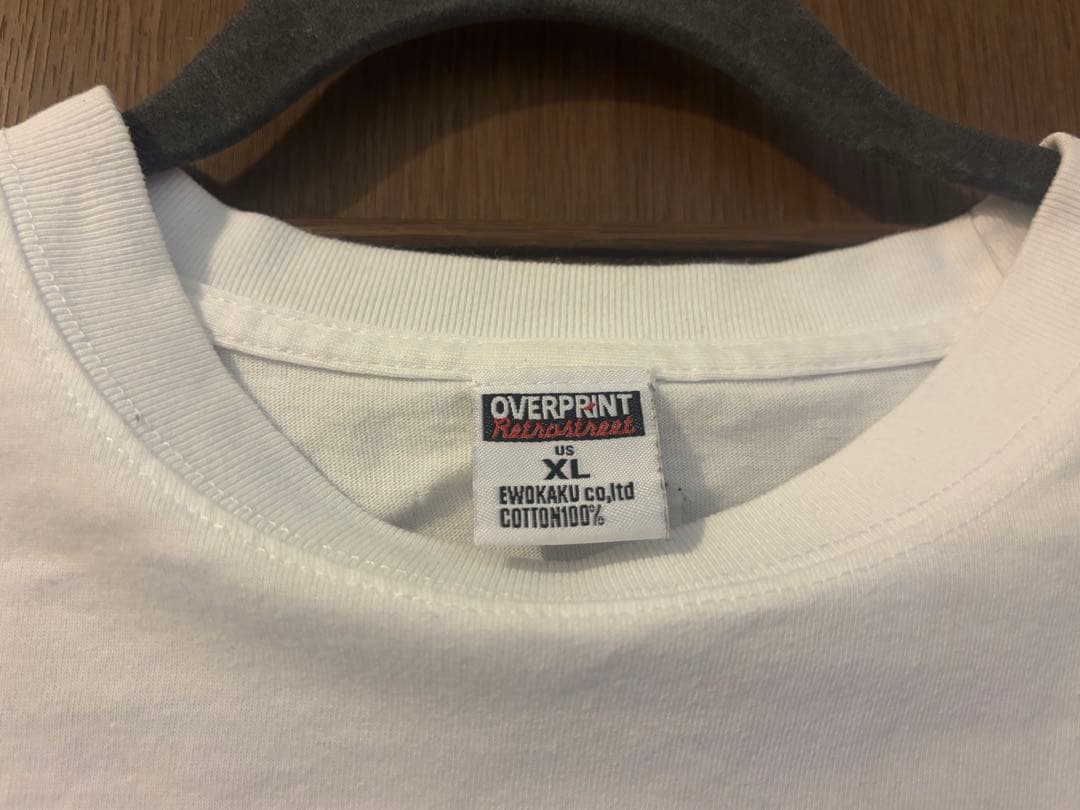 OVERPRiNT
Retrostreet
US
XL
EWOKAKU co,ltd
COTTON100%